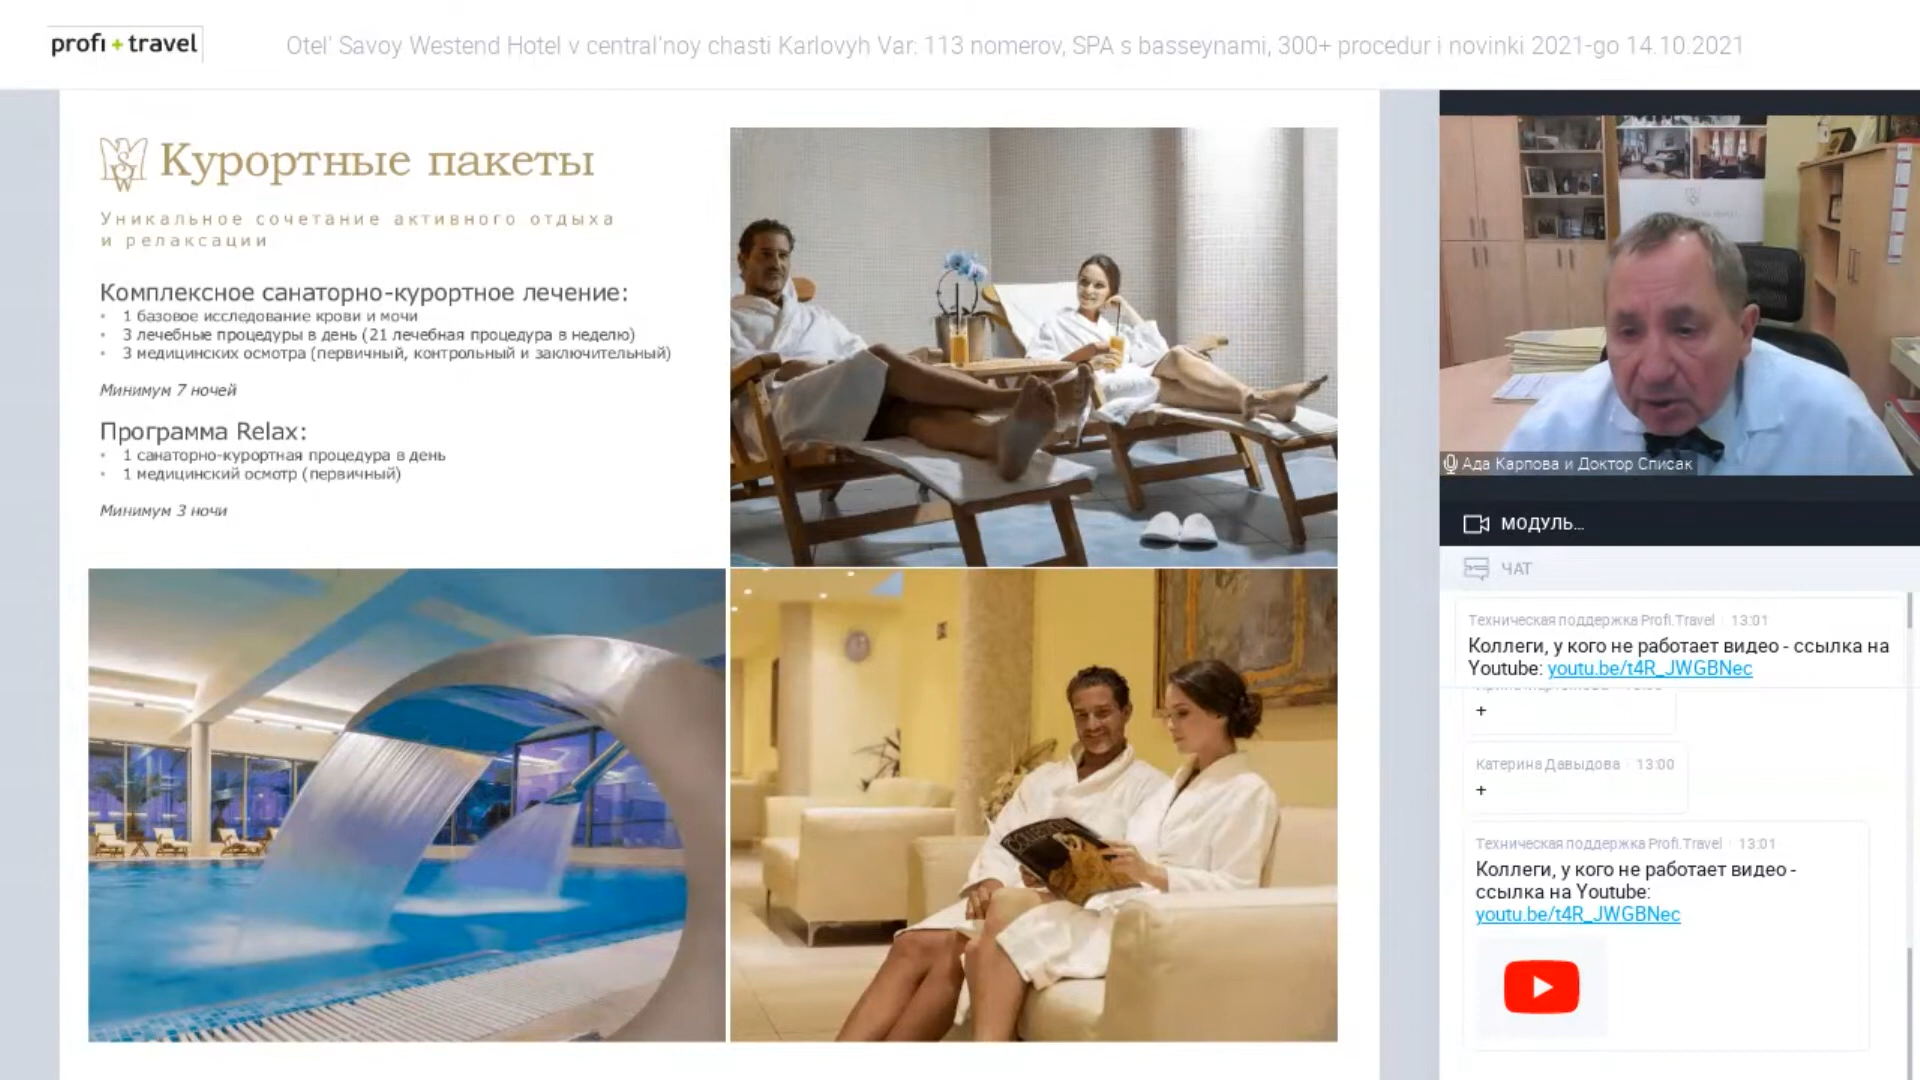 profi + travel
Otel' Savoy Westend Hotel v central'noy chasti Karlovyh Var: 113 nomerov, SPA s basseynami, 300+ procedur i novinki 2021-go 14.10.2021
Курортные пакеты
Уникальное сочетание активного отдыха
и релаксации
Комплексное санаторно-курортное лечение:
• 1 базовое исследование крови и мочи
• 3 лечебные процедуры в день (21 лечебная процедура в неделю)
• 3 медицинских осмотра (первичный, контрольный и заключительный)
Минимум 7 ночей
Программа Relax:
• 1 санаторно-курортная процедура в день
• 1 медицинский осмотр (первичный)
Минимум 3 ночи
Ада Карпова и Доктор Списак
МОДУЛЬ...
ЧАТ
Техническая поддержка Profi.Travel · 13:01
Коллеги, у кого не работает видео - ссылка на
Youtube: youtu.be/t4R_JWGBNec
+
Катерина Давыдова · 13:00
+
Техническая поддержка Profi.Travel · 13:01
Коллеги, у кого не работает видео -
ссылка на Youtube:
youtu.be/t4R_JWGBNec